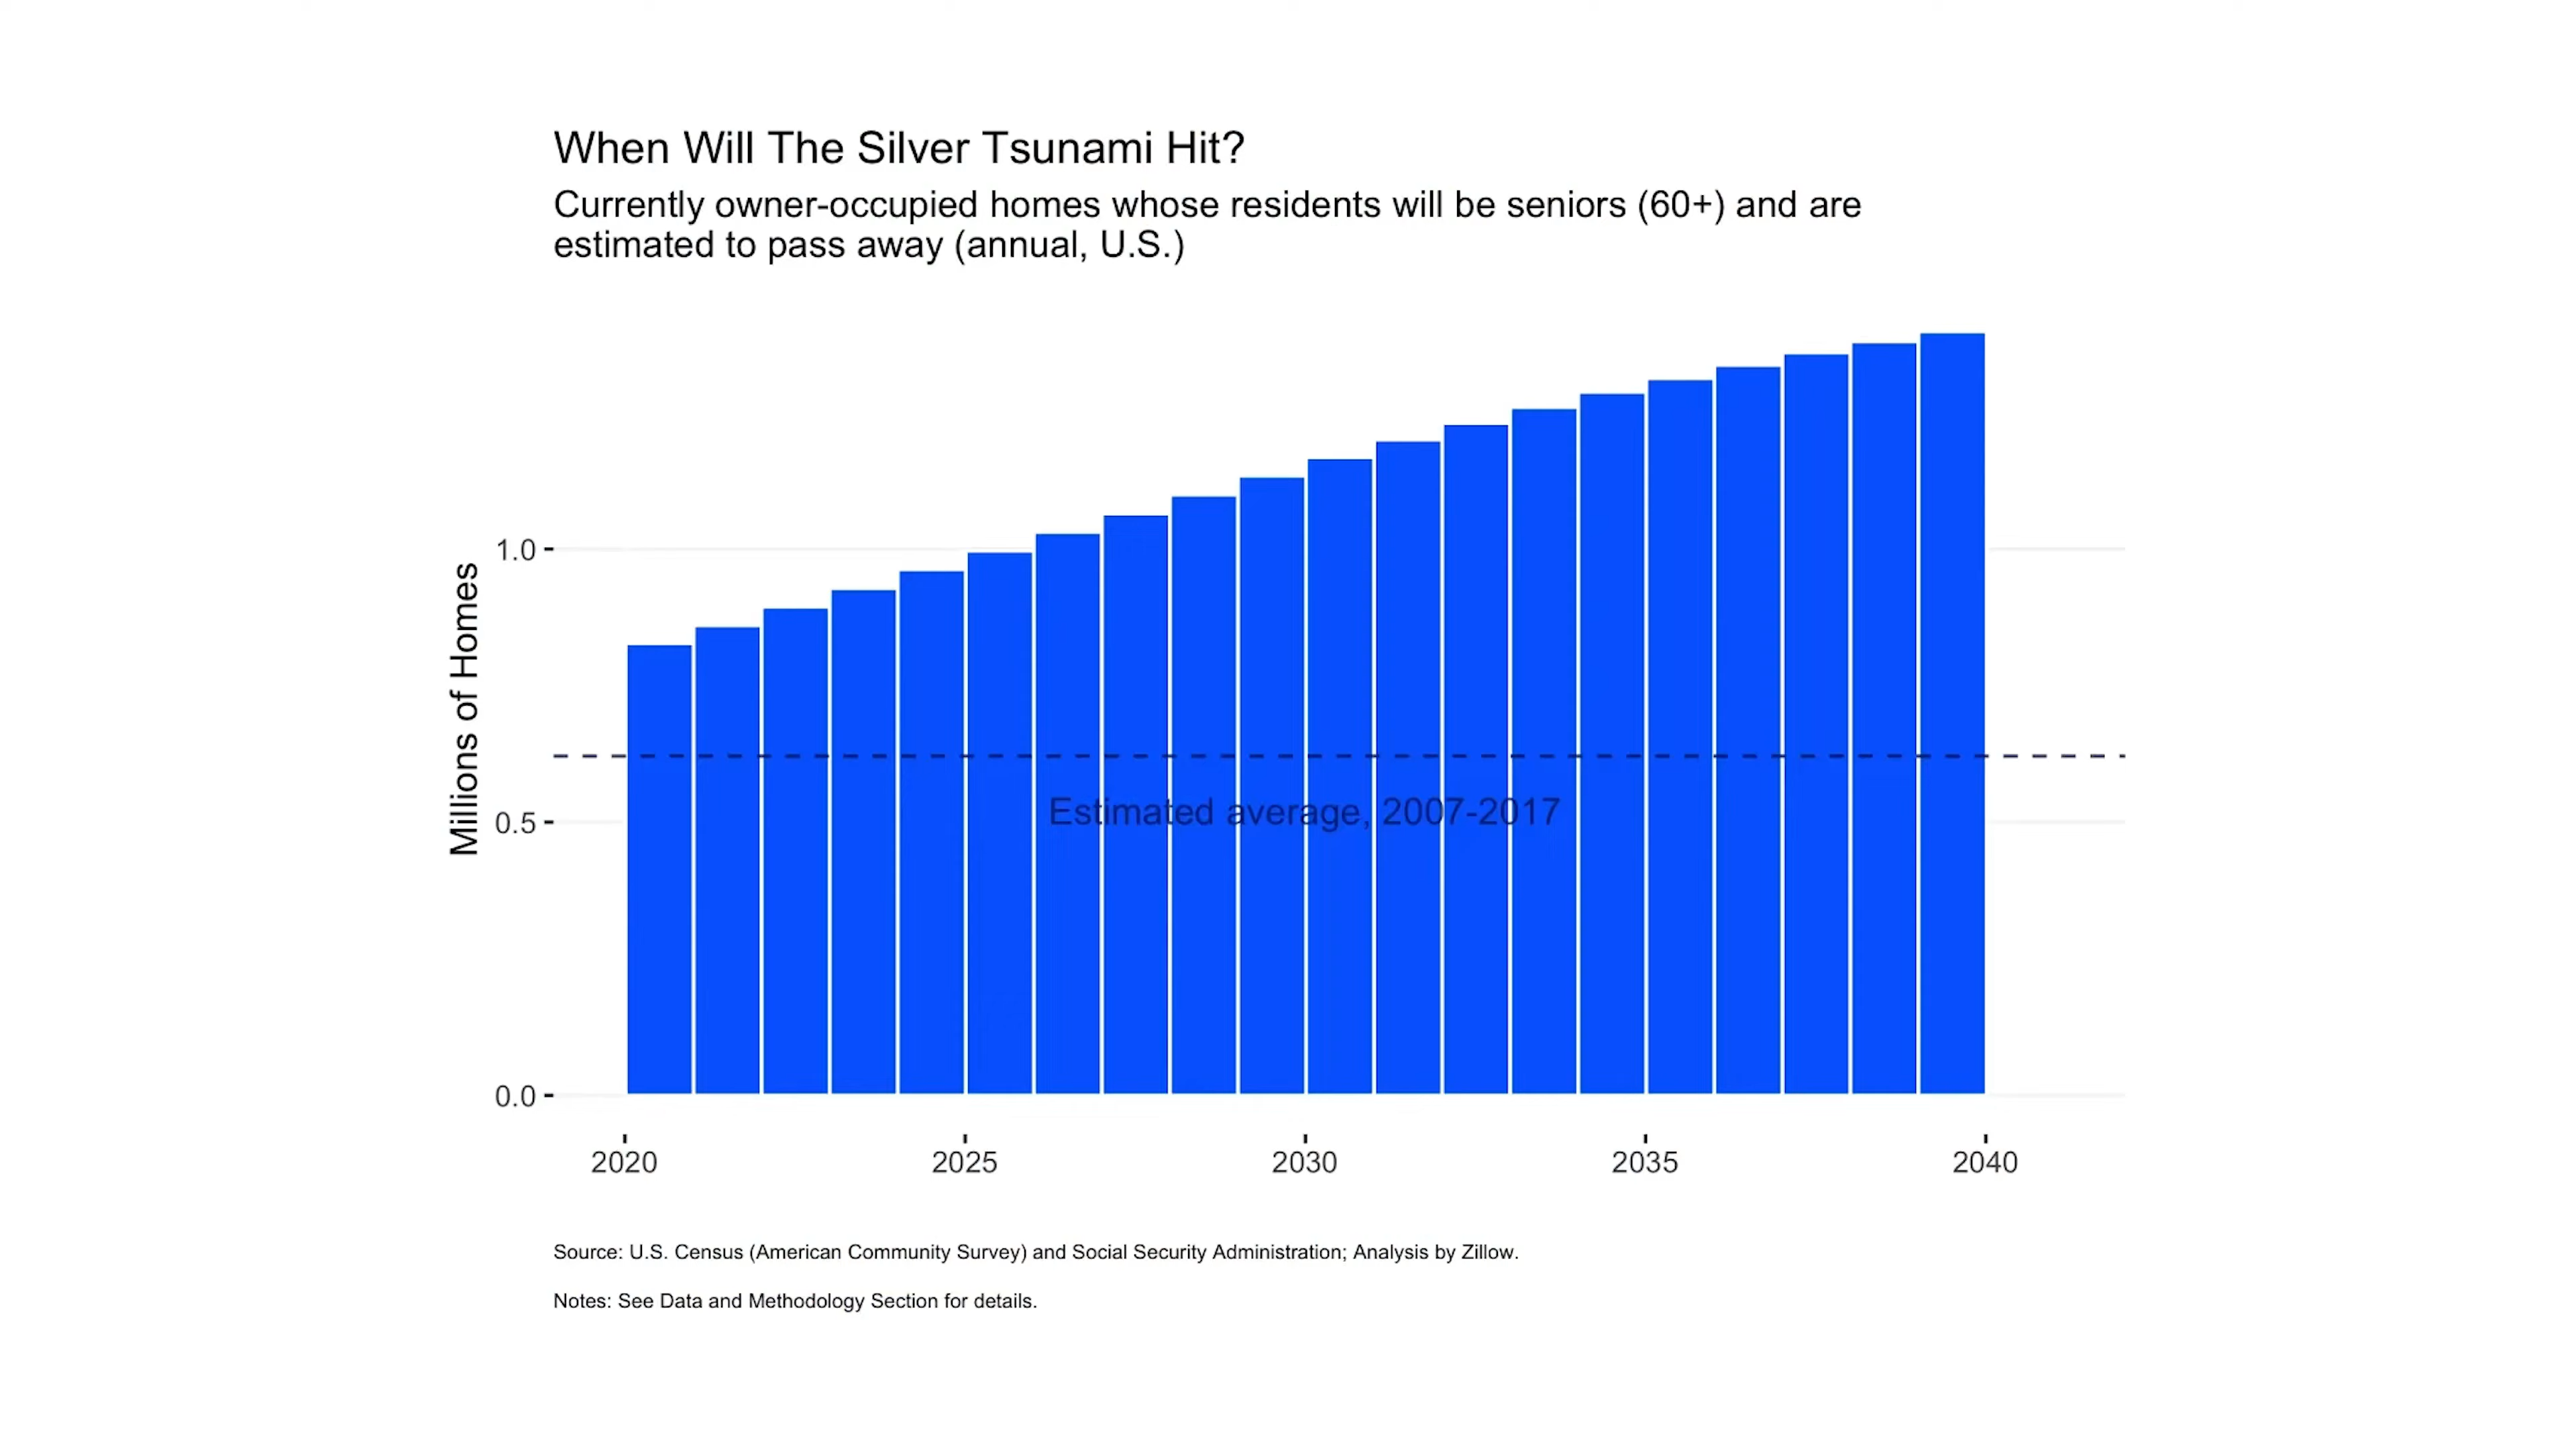 When Will The Silver Tsunami Hit?
Currently owner-occupied homes whose residents will be seniors (60+) and are
estimated to pass away (annual, U.S.)
Millions of Homes
1.0
0.5
0.0
Estimated average, 2007-2017
2020
2025
2030
2035
2040
Source: U.S. Census (American Community Survey) and Social Security Administration; Analysis by Zillow.
Notes: See Data and Methodology Section for details.